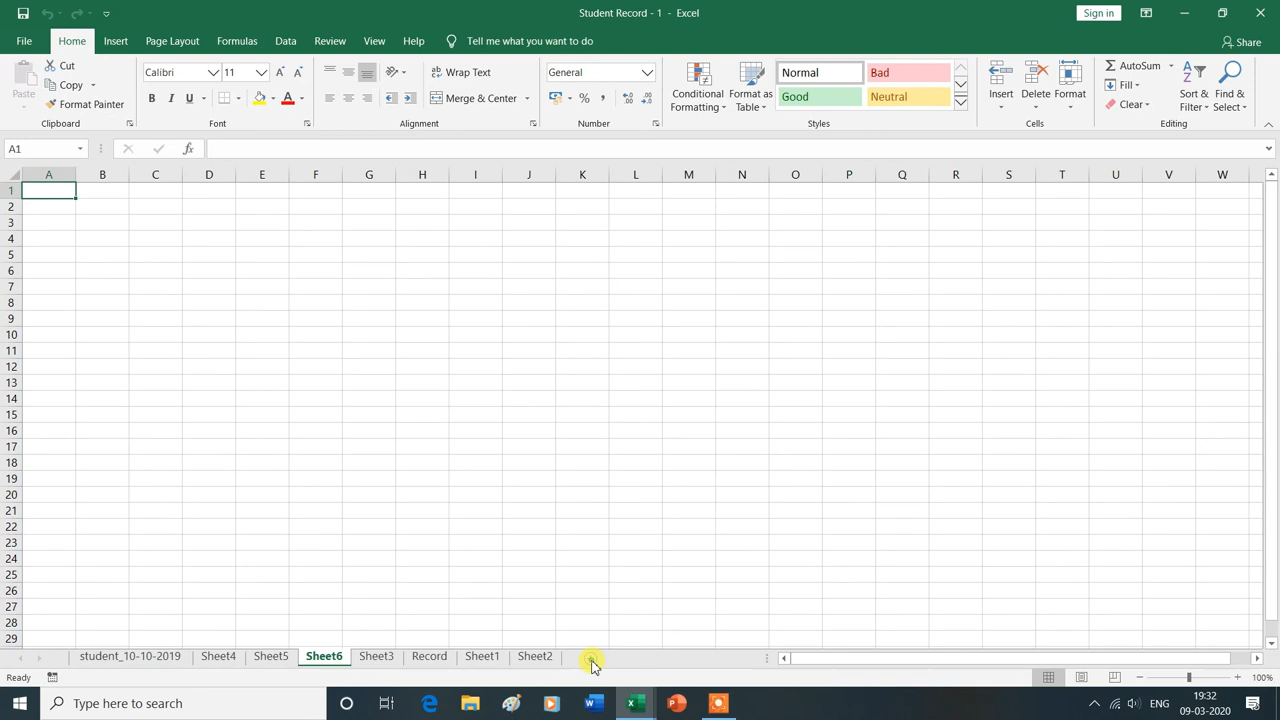 Student Record - 1 - Excel
Sign in
File Home Insert Page Layout Formulas Data Review View Help Tell me what you want to do
Share
Paste
Cut
Copy
Format Painter
Clipboard
Calibri 11
B I U
Font
Wrap Text
Merge & Center
Alignment
General
%
Number
Conditional
Formatting
Format as
Table
Normal Bad
Good Neutral
Styles
Insert Delete Format
Cells
AutoSum
Fill
Clear
Sort &
Filter
Find &
Select
Editing
A1 fx
A B C D E F G H I J K L M N O P Q R S T U V W
1
2
3
4
5
6
7
8
9
10
11
12
13
14
15
16
17
18
19
20
21
22
23
24
25
26
27
28
29
student_10-10-2019 Sheet4 Sheet5 Sheet6 Sheet3 Record Sheet1 Sheet2
Ready
100%
Type here to search
ENG
19:32
09-03-2020